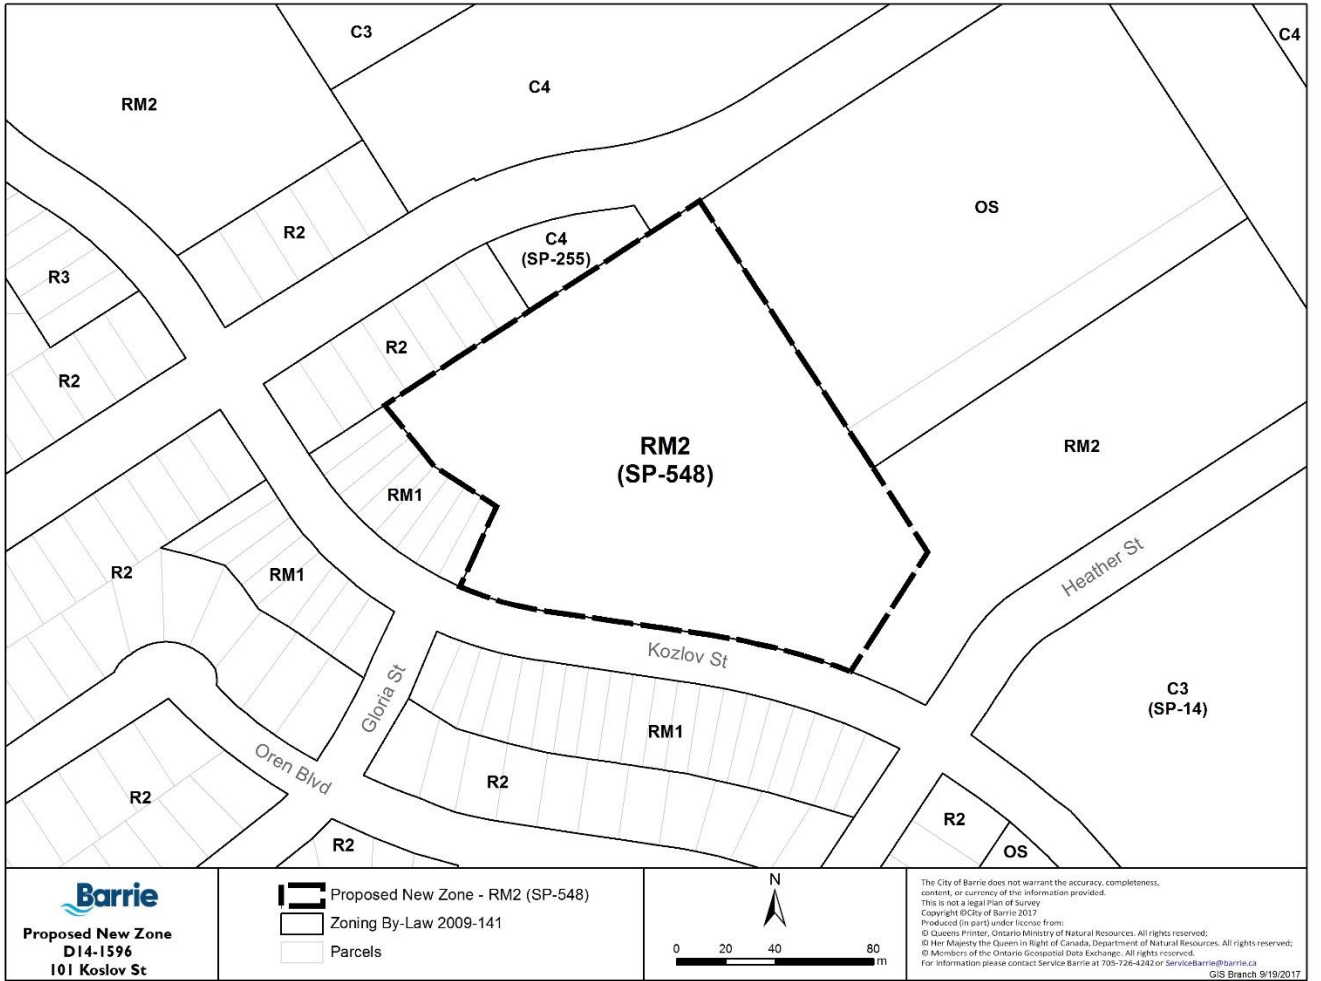 C3
C4
C4
RM2
OS
R2
C4
(SP-255)
R3
R2
R2
RM2
(SP-548)
RM2
RM1
Heather St
R2
RM1
Kozlov St
Gloria St
C3
(SP-14)
RM1
Oren Blvd
R2
R2
R2
R2
OS
Barrie
Proposed New Zone
D14-1596
101 Koslov St
Proposed New Zone - RM2 (SP-548)
Zoning By-Law 2009-141
Parcels
N
0 20 40 80
m
The City of Barrie does not warrant the accuracy, completeness,
content, or currency of the information provided.
This is not a legal Plan of Survey
Copyright ©City of Barrie 2017
Produced (in part) under license from:
© Queens Printer, Ontario Ministry of Natural Resources. All rights reserved;
© Her Majesty the Queen in Right of Canada, Department of Natural Resources. All rights reserved;
© Members of the Ontario Geospatial Data Exchange. All rights reserved.
For information please contact Service Barrie at 705-726-4242 or ServiceBarrie@barrie.ca
GIS Branch 9/19/2017